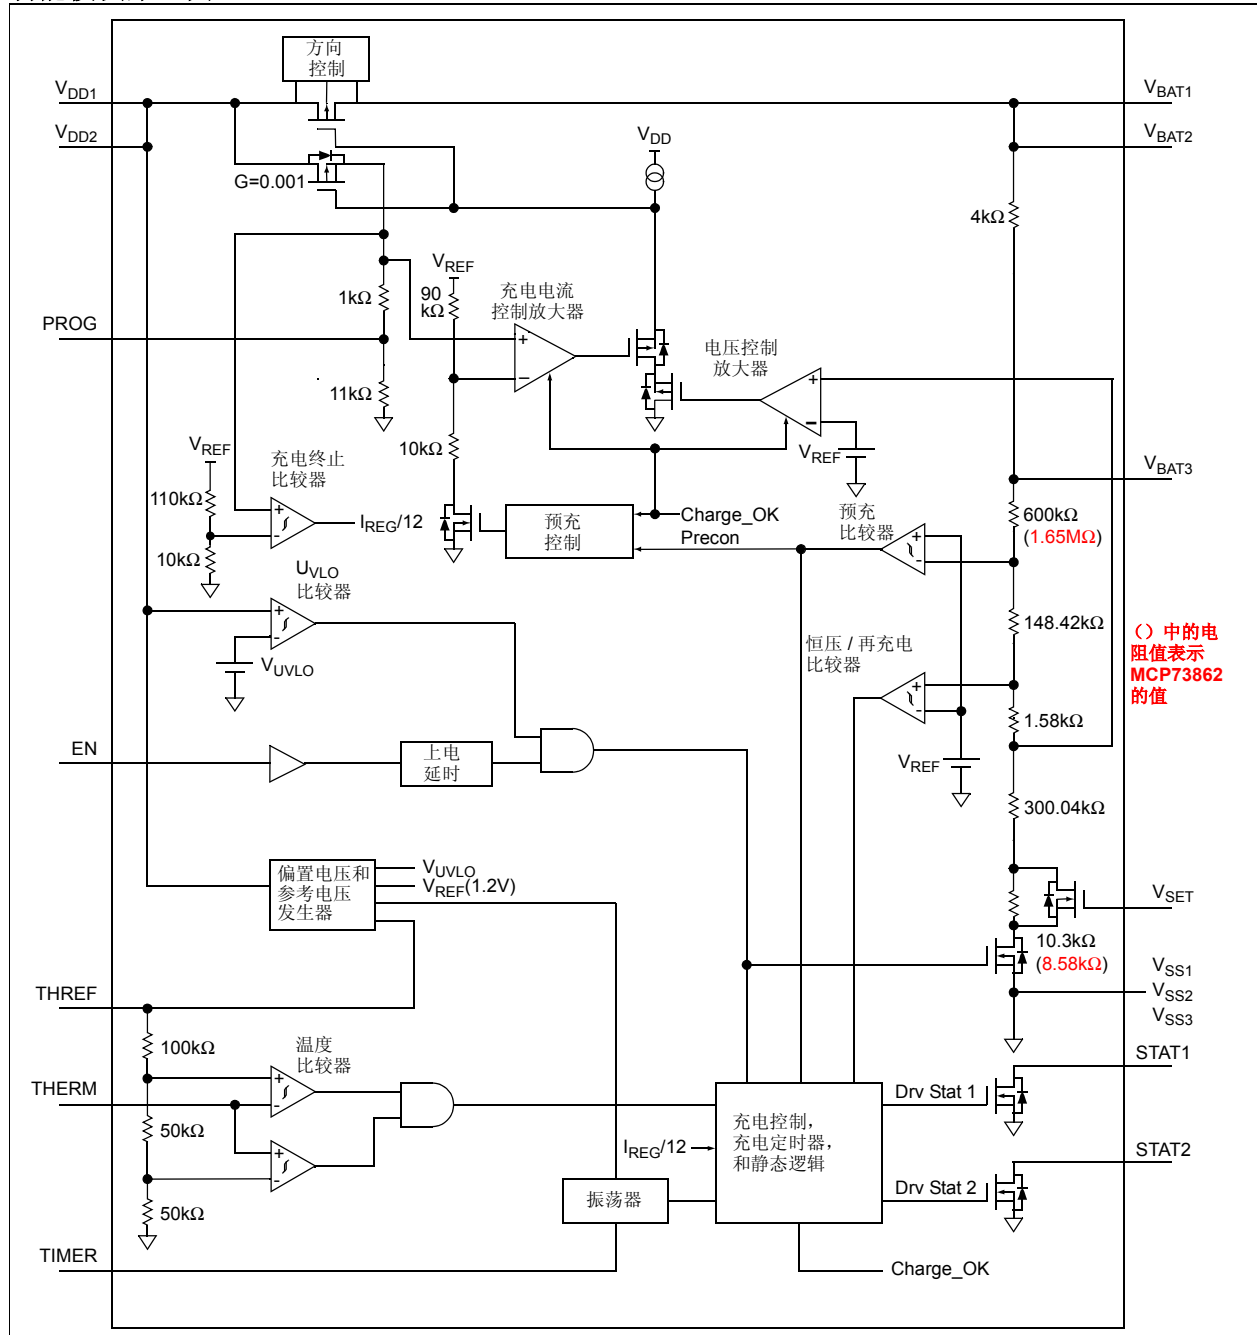 方向
控制
VDD1
VBAT1
VDD2
VBAT2
VDD
G=0.001
4kΩ
VREF
90
kΩ
充电电流
控制放大器
1kΩ
PROG
电压控制
放大器
11kΩ
VREF
10kΩ
充电终止
比较器
VREF
VBAT3
110kΩ
IREG/12
预充
控制
Charge_OK
Precon
预充
比较器
600kΩ
(1.65MΩ)
10kΩ
UVLO
比较器
148.42kΩ
()中的电
阻值表示
MCP73862
的值
恒压 / 再充电
比较器
VUVLO
1.58kΩ
EN
上电
延时
VREF
300.04kΩ
偏置电压和
参考电压
发生器
VUVLO
VREF(1.2V)
VSET
10.3kΩ
(8.58kΩ)
VSS1
VSS2
VSS3
THREF
100kΩ
温度
比较器
STAT1
THERM
Drv Stat 1
50kΩ
充电控制,
充电定时器,
和静态逻辑
IREG/12
STAT2
Drv Stat 2
50kΩ
振荡器
TIMER
Charge_OK